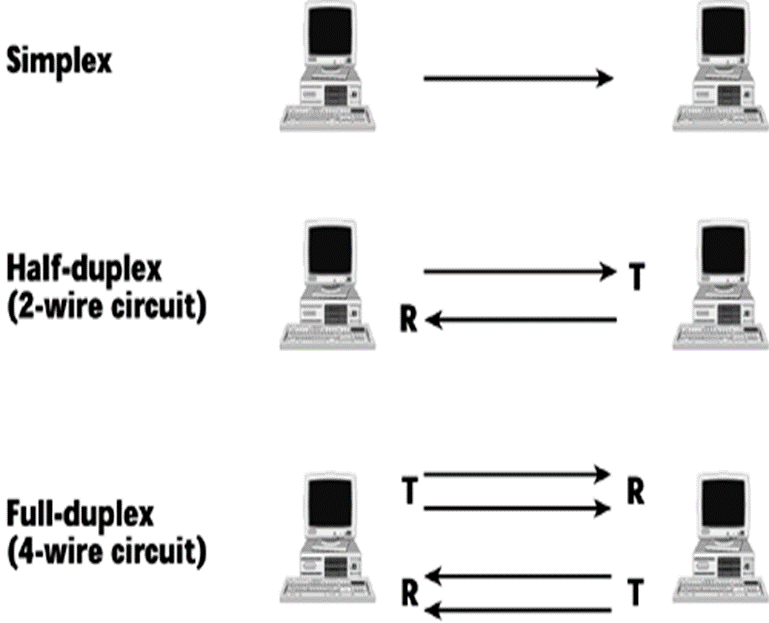 Simplex
Half-duplex
(2-wire circuit)
T
R
Full-duplex
(4-wire circuit)
T
R
R
T